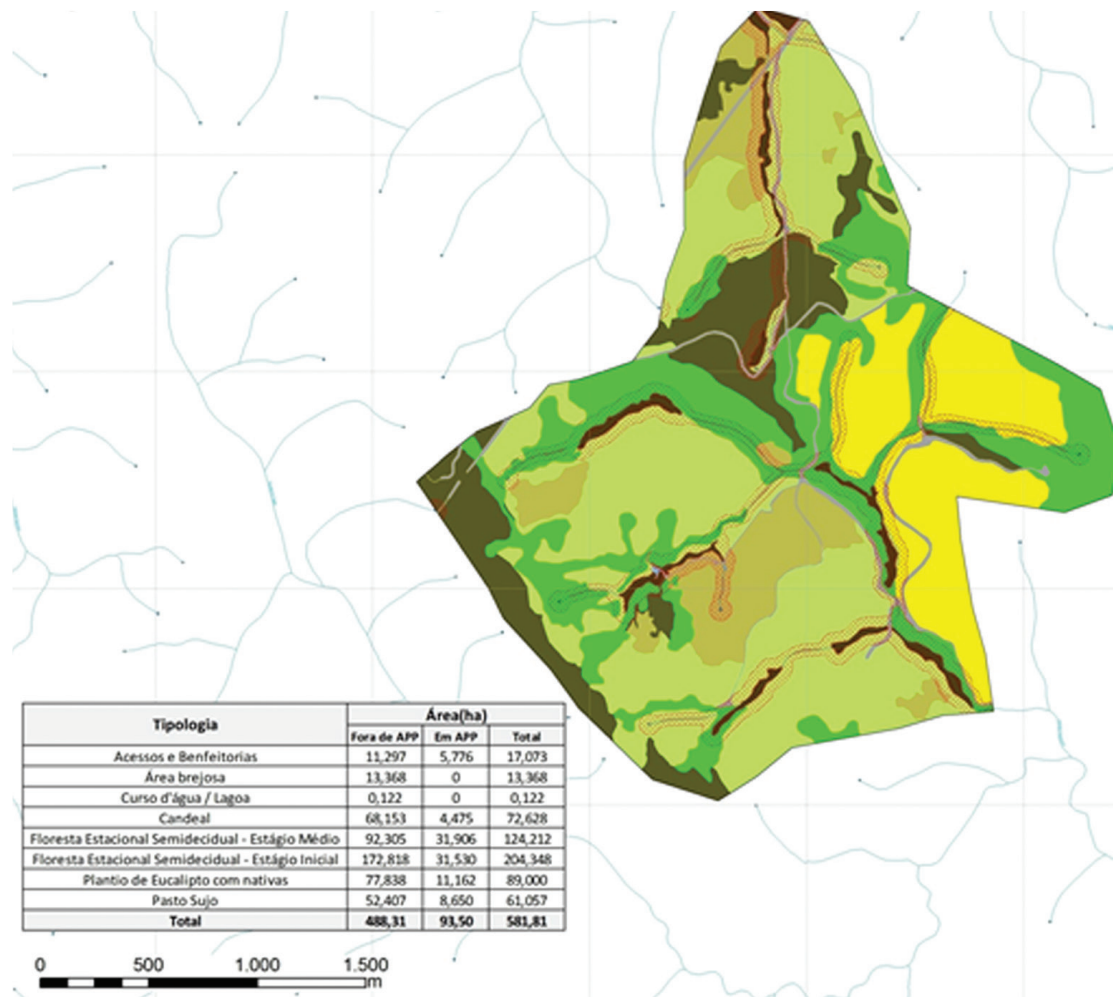 Tipologia Área(ha)
Fora de APP Em APP Total
Acessos e Benfeitorias 11,297 5,776 17,073
Área brejosa 13,368 0 13,368
Curso d'água / Lagoa 0,122 0 0,122
Candeal 68,153 4,475 72,628
Floresta Estacional Semidecidual - Estágio Médio 92,305 31,906 124,212
Floresta Estacional Semidecidual - Estágio Inicial 172,818 31,530 204,348
Plantio de Eucalipto com nativas 77,838 11,162 89,000
Pasto Sujo 52,407 8,650 61,057
Total 488,31 93,50 581,81
0 500 1.000 1.500
m